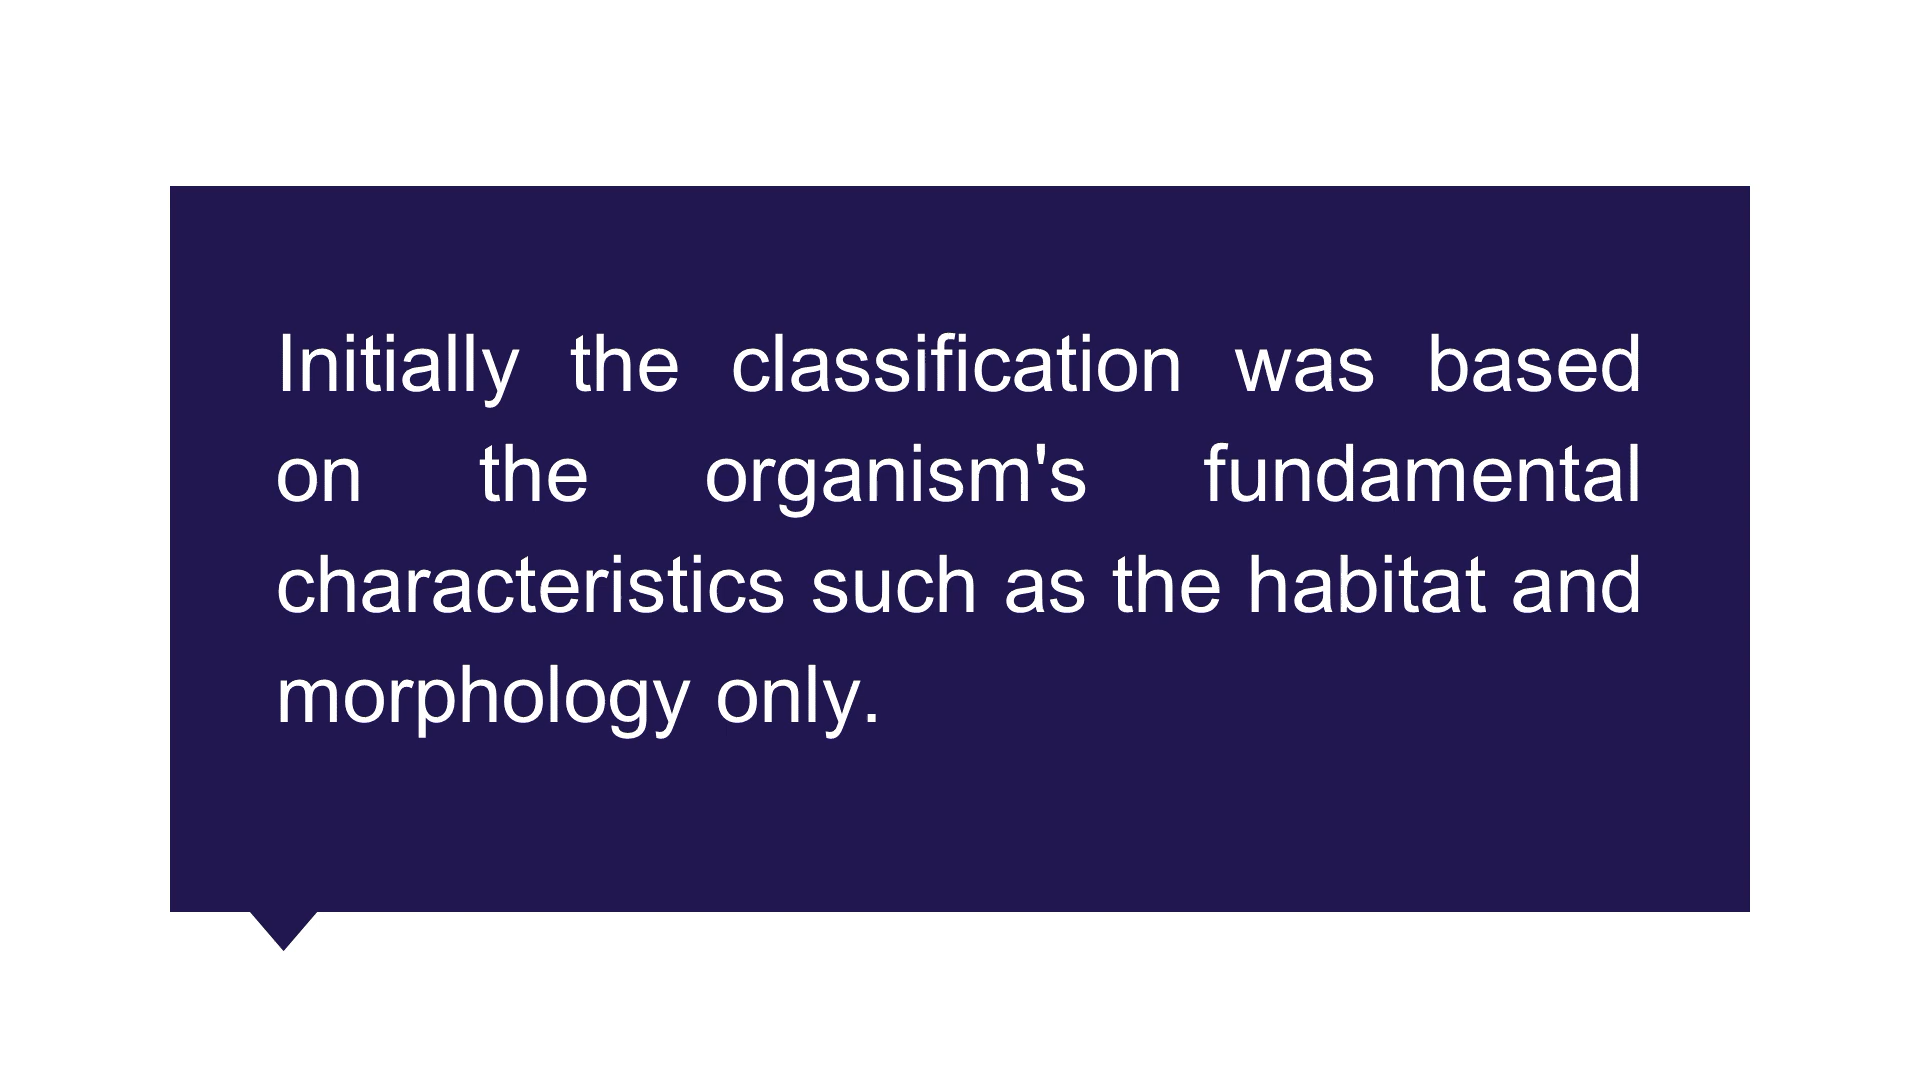 Initially the classification was based
on the organism's fundamental
characteristics such as the habitat and
morphology only.